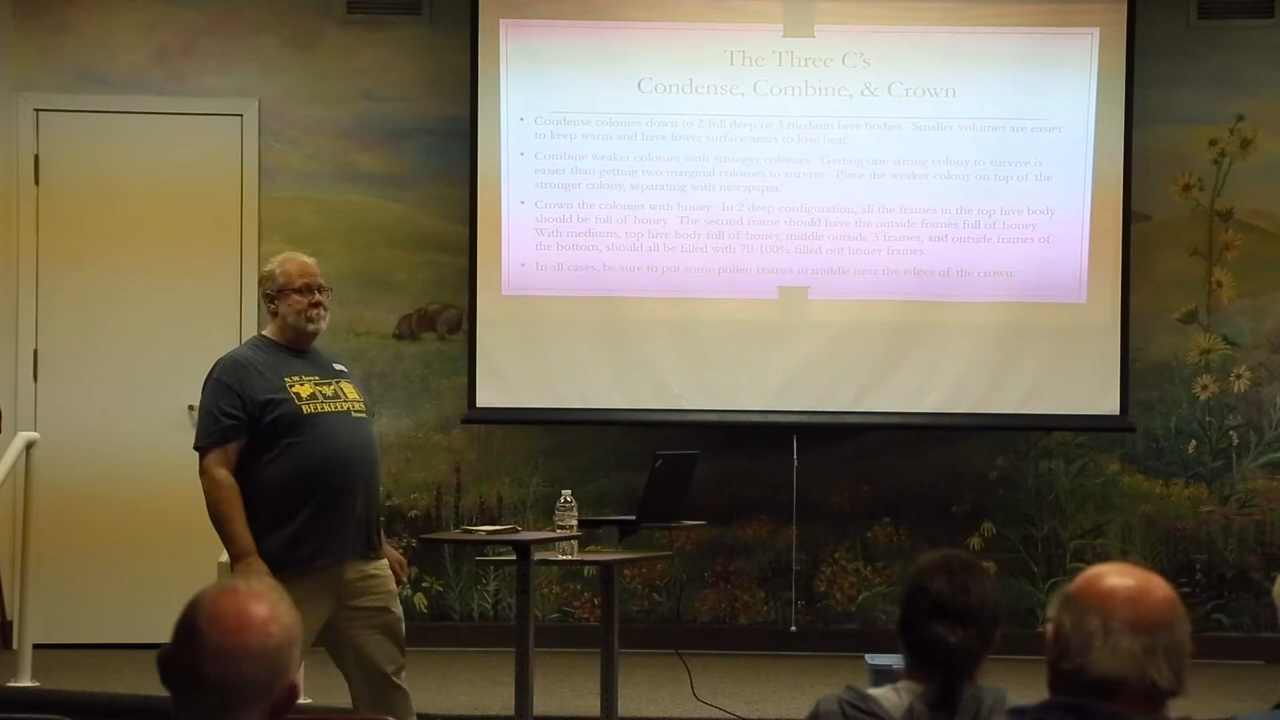 The Three C's
Condense, Combine, & Crown
• Condense colonies down to 2 full deep or 3 medium hive bodies. Smaller volumes are easier
to keep warm and have lower surface areas to lose heat.
• Combine weaker colonies with stronger colonies. Getting one strong colony to survive is
easier than getting two marginal colonies to survive. Place the weaker colony on top of the
stronger colony, separating with newspaper.
• Crown the colonies with honey. In 2 deep configuration, all the frames in the top hive body
should be full of honey. The second frame should have the outside frames full of honey.
With mediums, top hive body full of honey, middle outside 3 frames, and outside frames of
the bottom, should all be filled with 70-100% filled out honey frames.
• In all cases, be sure to put some pollen frames in middle near the edges of the crown
N.W. Iowa
BEEKEEPERS